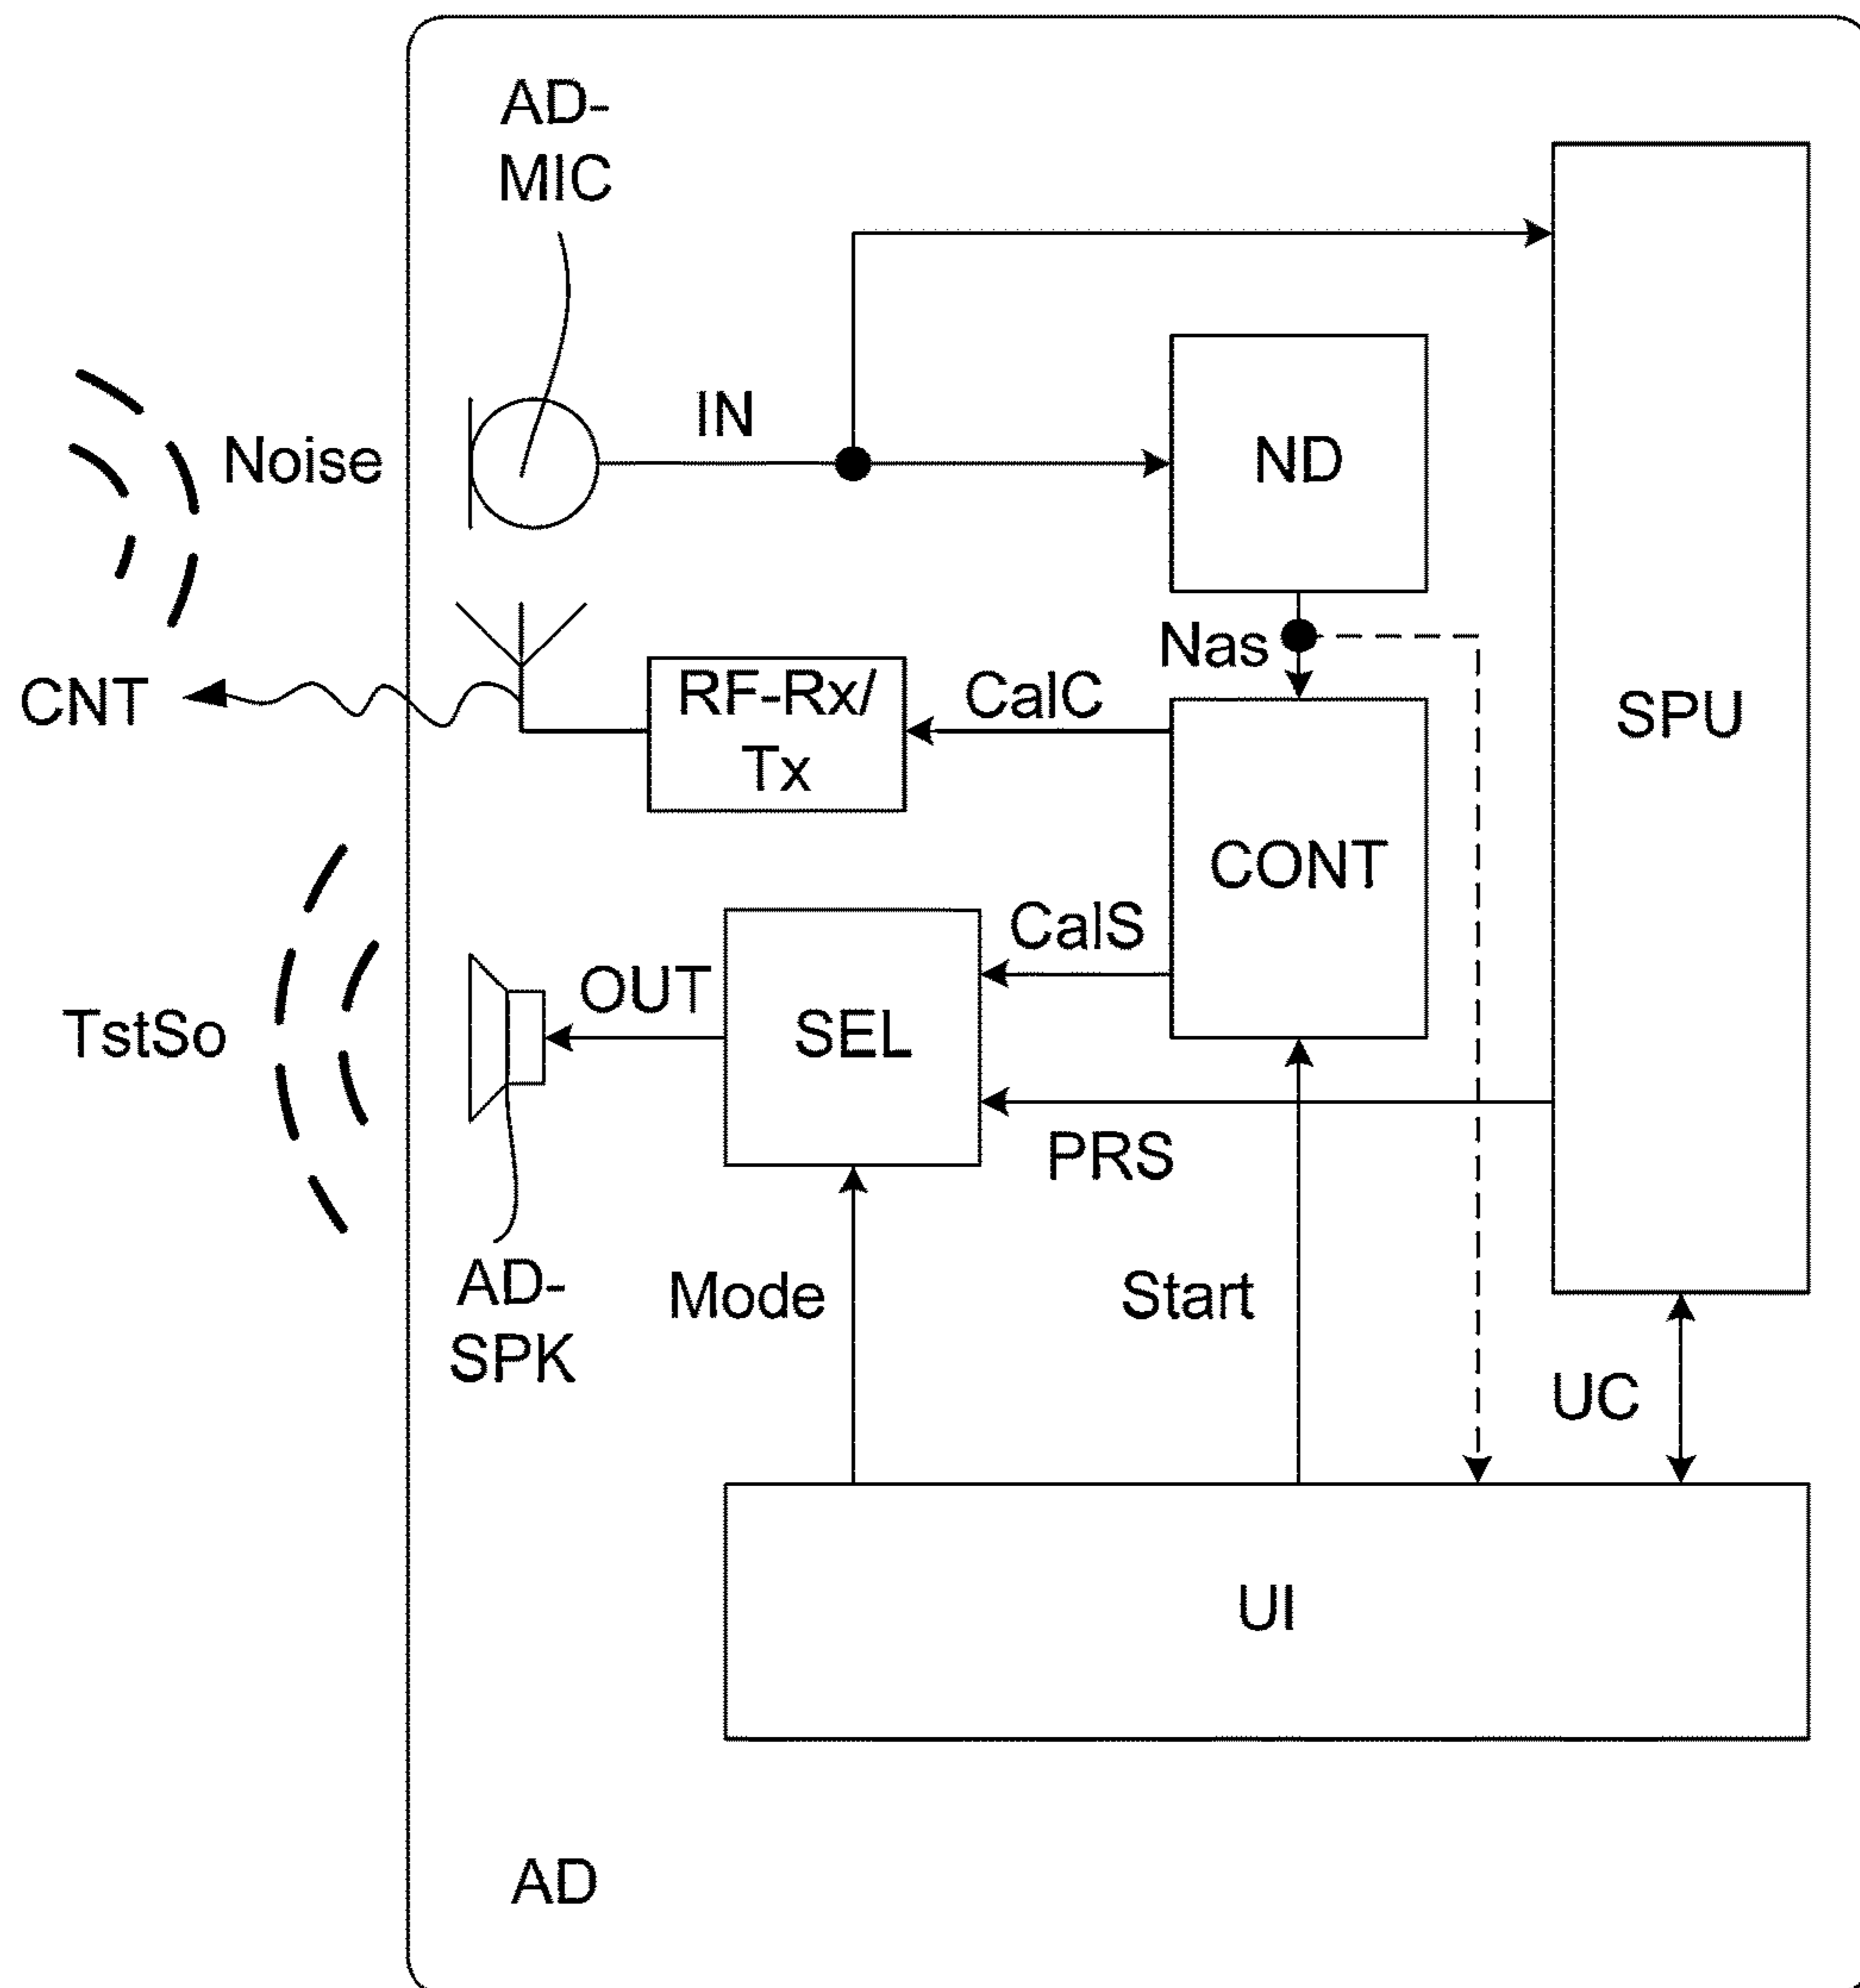 AD-
MIC
IN
Noise
ND
Nas
CNT
RF-Rx/
Tx
CalC
SPU
CONT
CalS
OUT
SEL
TstSo
PRS
AD-
SPK
Mode
Start
UC
UI
AD